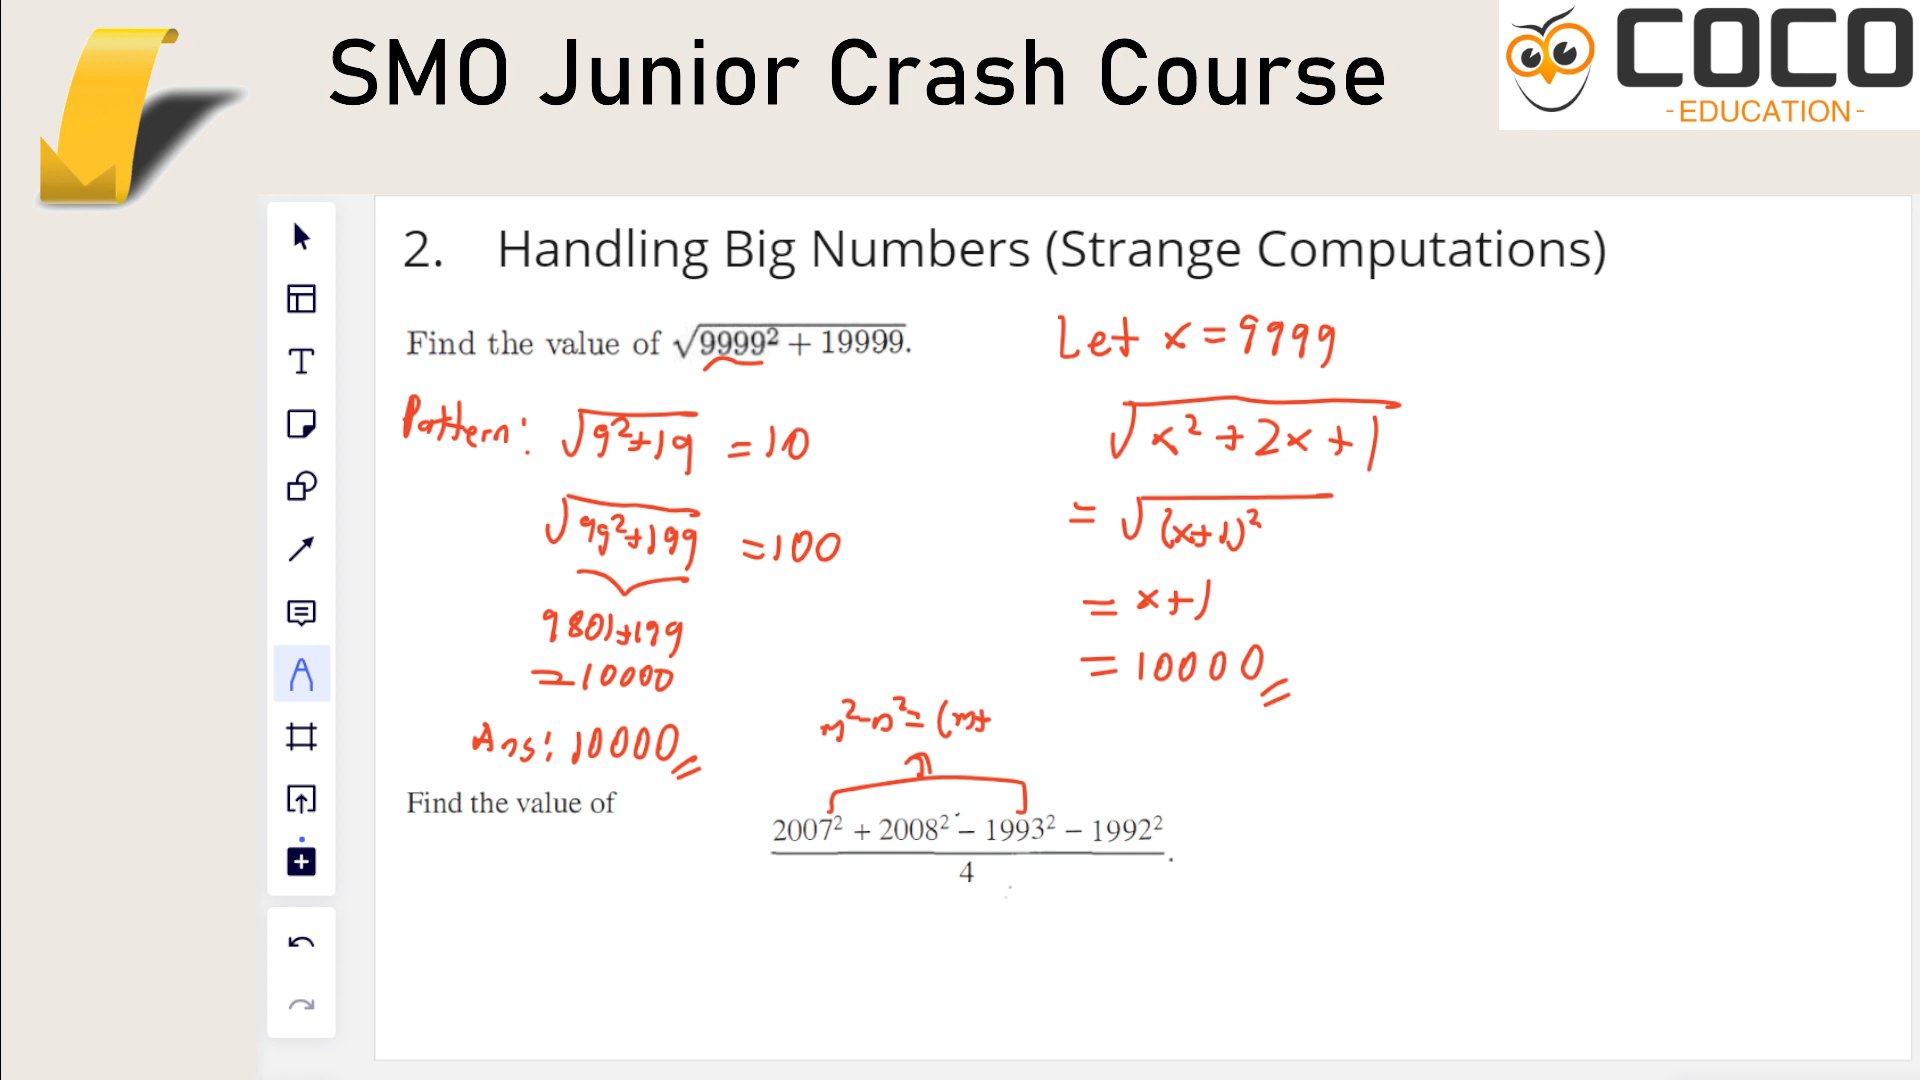 SMO Junior Crash Course
COCO
-EDUCATION-
2. Handling Big Numbers (Strange Computations)
Find the value of √9999² + 19999.
Let x = 9999
Pattern: √9²+19 = 10
√x² + 2x + 1
√99²+199 = 100
= √(x+1)²
9801+199
= x+1
= 10000
= 10000
Ans: 10000
m²-n² = (m+
Find the value of
2007² + 2008² – 1993² – 1992²
4
.